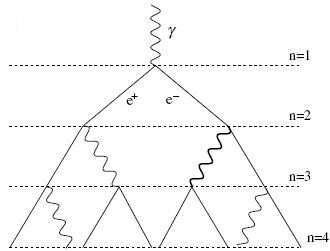 γ
n=1
e⁺ e⁻
n=2
n=3
n=4